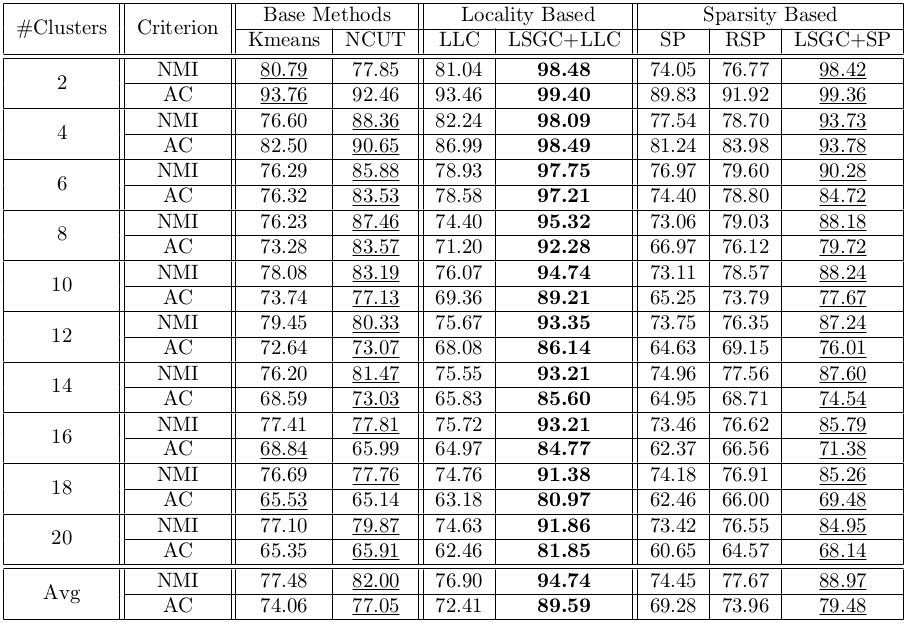 #Clusters Criterion Base Methods Locality Based Sparsity Based
Kmeans NCUT LLC LSGC+LLC SP RSP LSGC+SP
2 NMI 80.79 77.85 81.04 98.48 74.05 76.77 98.42
AC 93.76 92.46 93.46 99.40 89.83 91.92 99.36
4 NMI 76.60 88.36 82.24 98.09 77.54 78.70 93.73
AC 82.50 90.65 86.99 98.49 81.24 83.98 93.78
6 NMI 76.29 85.88 78.93 97.75 76.97 79.60 90.28
AC 76.32 83.53 78.58 97.21 74.40 78.80 84.72
8 NMI 76.23 87.46 74.40 95.32 73.06 79.03 88.18
AC 73.28 83.57 71.20 92.28 66.97 76.12 79.72
10 NMI 78.08 83.19 76.07 94.74 73.11 78.57 88.24
AC 73.74 77.13 69.36 89.21 65.25 73.79 77.67
12 NMI 79.45 80.33 75.67 93.35 73.75 76.35 87.24
AC 72.64 73.07 68.08 86.14 64.63 69.15 76.01
14 NMI 76.20 81.47 75.55 93.21 74.96 77.56 87.60
AC 68.59 73.03 65.83 85.60 64.95 68.71 74.54
16 NMI 77.41 77.81 75.72 93.21 73.46 76.62 85.79
AC 68.84 65.99 64.97 84.77 62.37 66.56 71.38
18 NMI 76.69 77.76 74.76 91.38 74.18 76.91 85.26
AC 65.53 65.14 63.18 80.97 62.46 66.00 69.48
20 NMI 77.10 79.87 74.63 91.86 73.42 76.55 84.95
AC 65.35 65.91 62.46 81.85 60.65 64.57 68.14
Avg NMI 77.48 82.00 76.90 94.74 74.45 77.67 88.97
AC 74.06 77.05 72.41 89.59 69.28 73.96 79.48